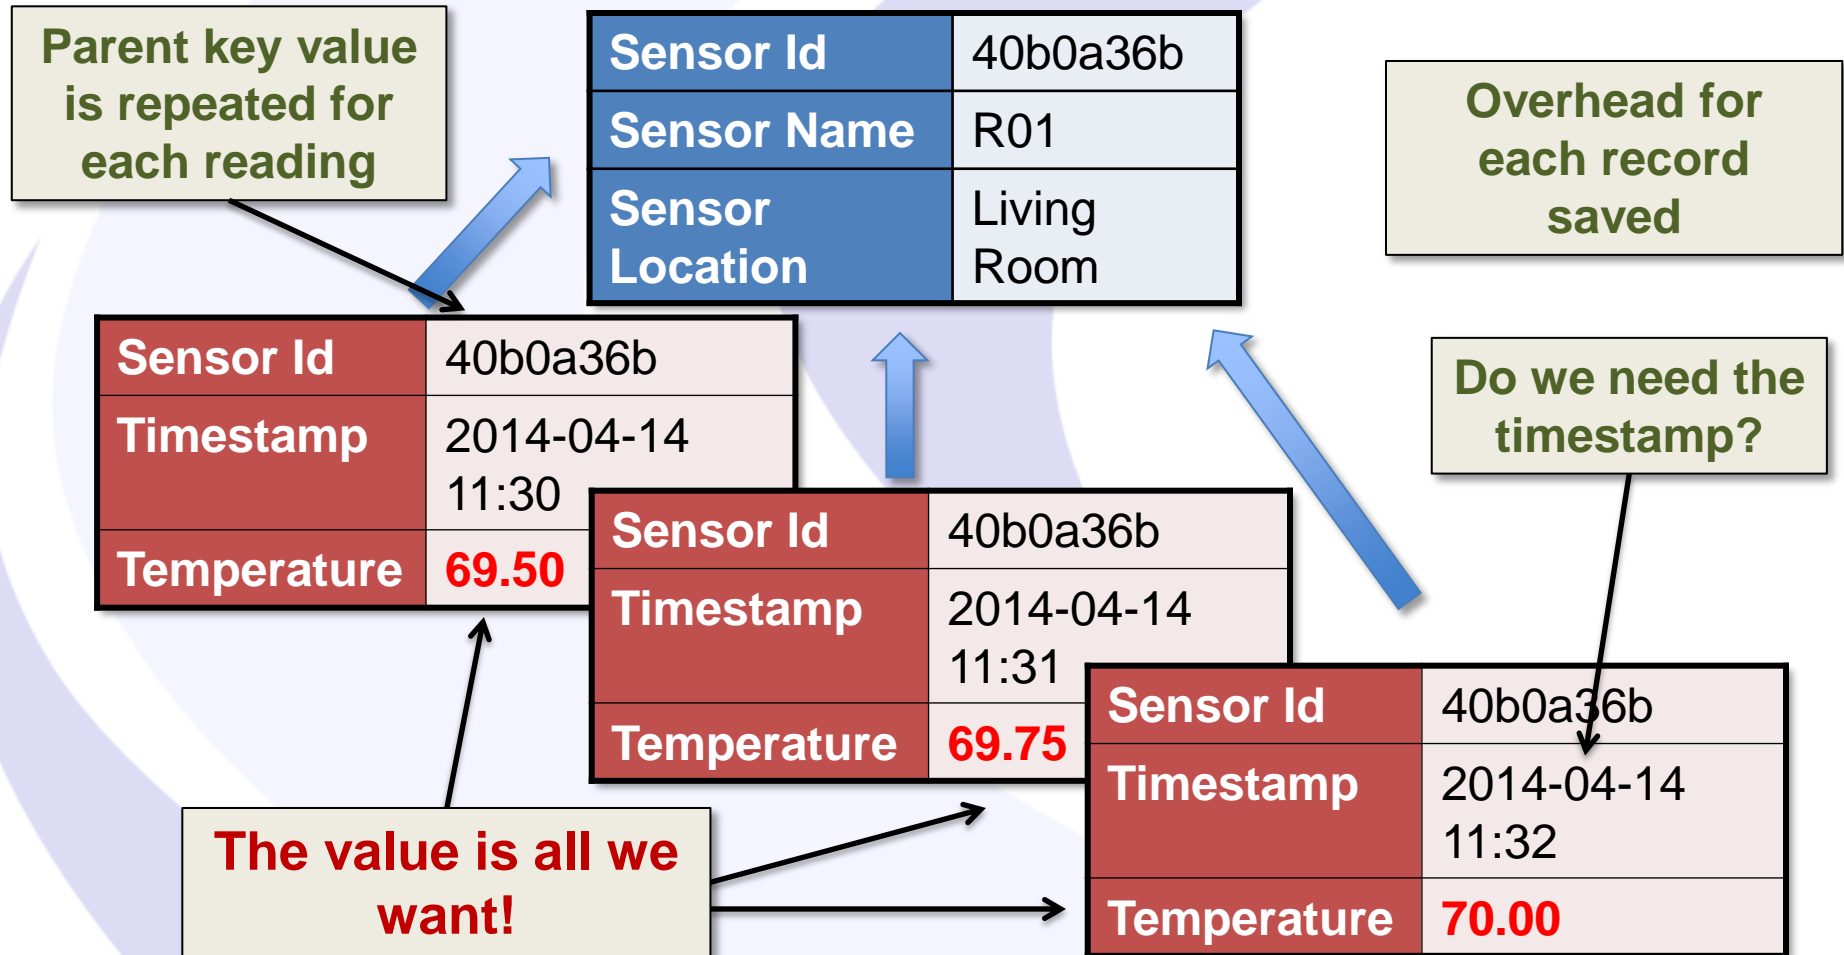 Parent key value
is repeated for
each reading
Sensor Id 40b0a36b
Sensor Name R01
Sensor Living
Location Room
Overhead for
each record
saved
Sensor Id 40b0a36b
Timestamp 2014-04-14
11:30
Temperature 69.50
Do we need the
timestamp?
Sensor Id 40b0a36b
Timestamp 2014-04-14
11:31
Temperature 69.75
Sensor Id 40b0a36b
Timestamp 2014-04-14
11:32
Temperature 70.00
The value is all we
want!